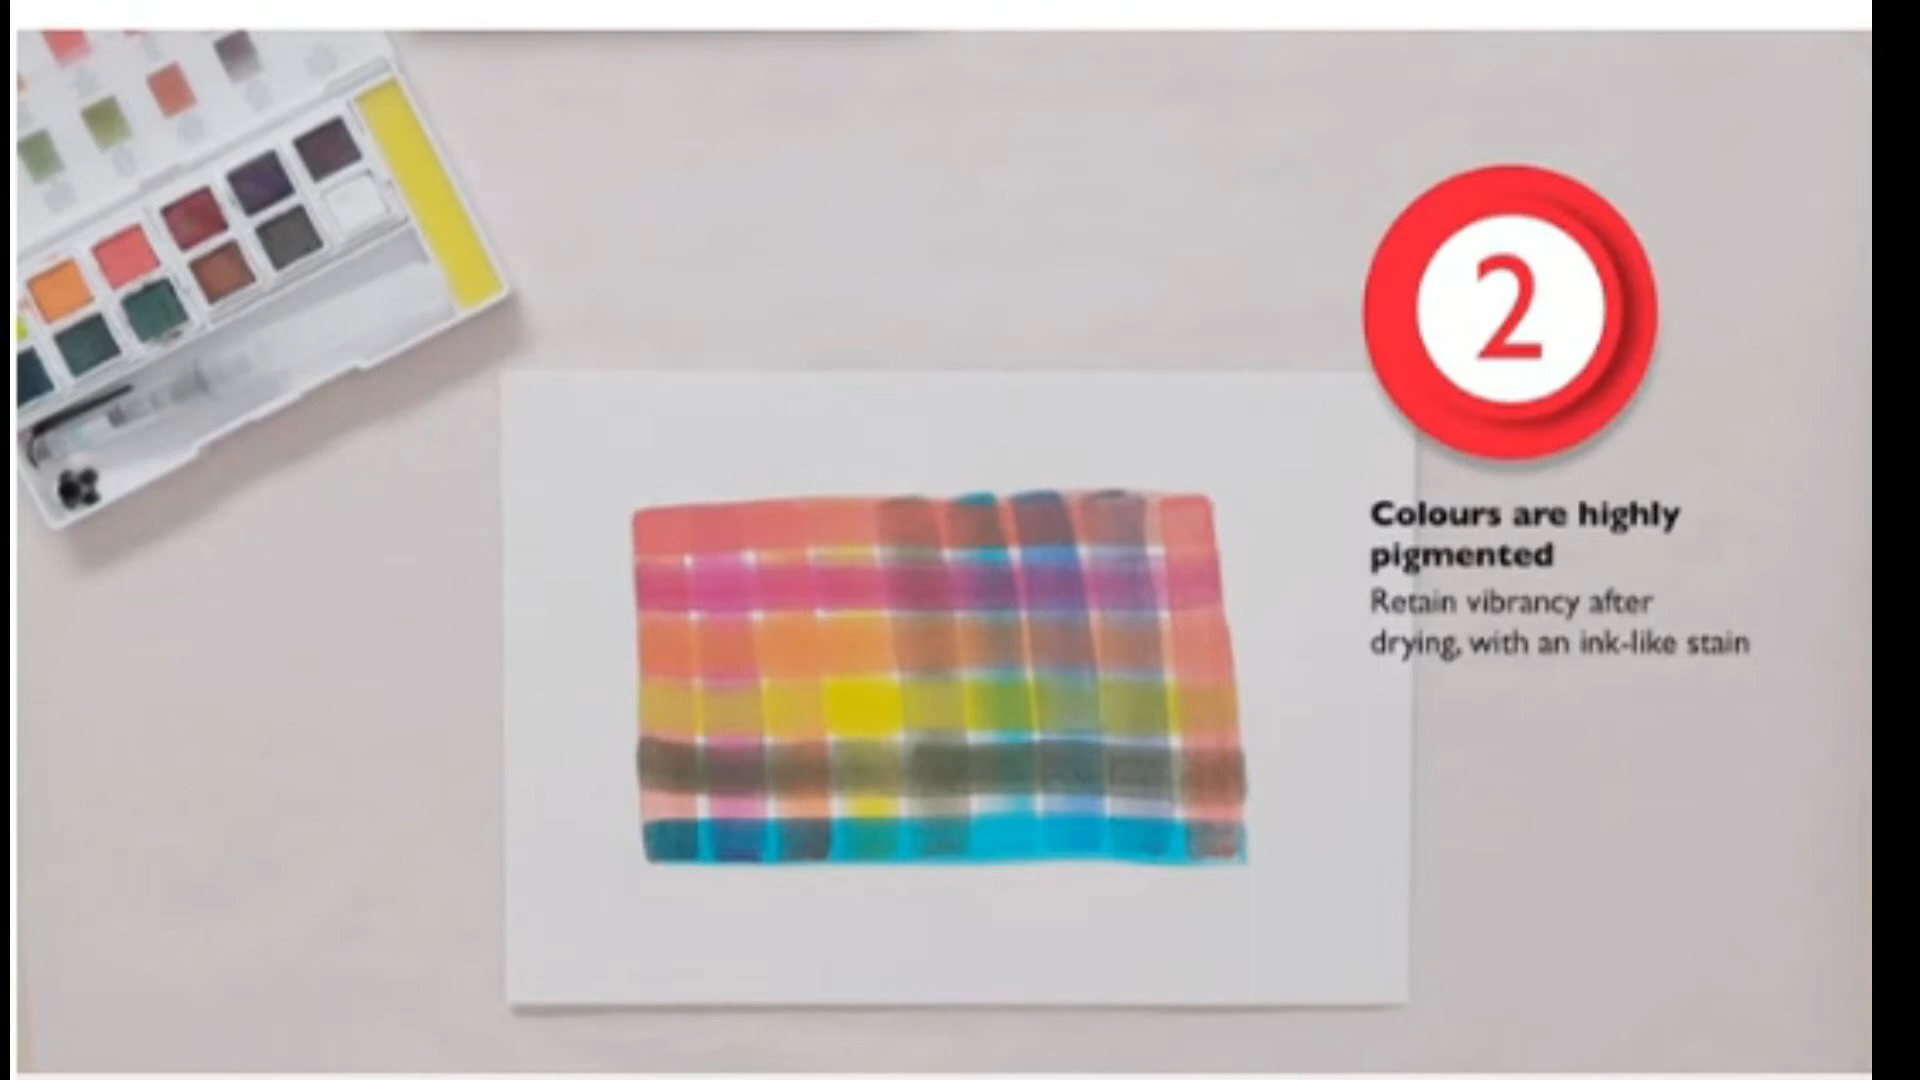 2
Colours are highly
pigmented
Retain vibrancy after
drying, with an ink-like stain